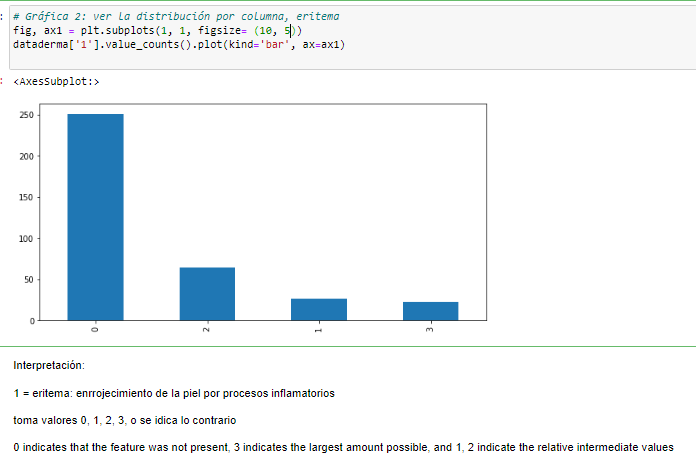 :
# Gráfica 2: ver la distribución por columna, eritema
fig, ax1 = plt.subplots(1, 1, figsize= (10, 5))
dataderma['1'].value_counts().plot(kind='bar', ax=ax1)
: <AxesSubplot:>
250
200
150
100
50
0
0
2
1
3
Interpretación:
1 = eritema: enrrojecimiento de la piel por procesos inflamatorios
toma valores 0, 1, 2, 3, o se idica lo contrario
0 indicates that the feature was not present, 3 indicates the largest amount possible, and 1, 2 indicate the relative intermediate values